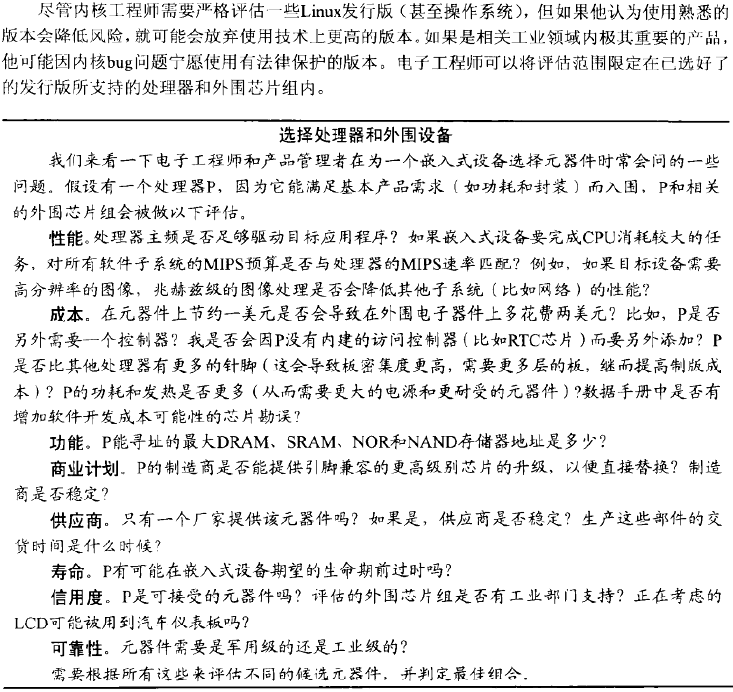 尽管内核工程师需要严格评估一些Linux发行版（甚至操作系统），但如果他认为使用熟悉的
版本会降低风险，就可能会放弃使用技术上更高的版本。如果是相关工业领域内极其重要的产品，
他可能因内核bug问题宁愿使用有法律保护的版本。电子工程师可以将评估范围限定在已选好了
的发行版所支持的处理器和外围芯片组内。
选择处理器和外围设备
我们来看一下电子工程师和产品管理者在为一个嵌入式设备选择元器件时常会问的一些
问题。假设有一个处理器P，因为它能满足基本产品需求（如功耗和封装）而入围，P和相关
的外围芯片组会被做以下评估。
性能。处理器主频是否足够驱动目标应用程序？如果嵌入式设备要完成CPU消耗较大的任
务，对所有软件子系统的MIPS预算是否与处理器的MIPS速率匹配？例如，如果目标设备需要
高分辨率的图像，兆赫兹级的图像处理是否会降低其他子系统（比如网络）的性能？
成本。在元器件上节约一美元是否会导致在外围电子器件上多花费两美元？比如，P是否
另外需要一个控制器？我是否会因P没有内建的访问控制器（比如RTC芯片）而要另外添加？P
是否比其他处理器有更多的针脚（这会导致板密集度更高，需要更多层的板，继而提高制版成
本）？P的功耗和发热是否更多（从而需要更大的电源和更耐受的元器件）?数据手册中是否有
增加软件开发成本可能性的芯片勘误？
功能。P能寻址的最大DRAM、SRAM、NOR和NAND存储器地址是多少？
商业计划。P的制造商是否能提供引脚兼容的更高级别芯片的升级，以便直接替换？制造
商是否稳定？
供应商。只有一个厂家提供该元器件吗？如果是，供应商是否稳定？生产这些部件的交
货时间是什么时候？
寿命。P有可能在嵌入式设备期望的生命期前过时吗？
信用度。P是可接受的元器件吗？评估的外围芯片组是否有工业部门支持？正在考虑的
LCD可能被用到汽车仪表板吗？
可靠性。元器件需要是军用级的还是工业级的？
需要根据所有这些来评估不同的候选元器件，并判定最佳组合。